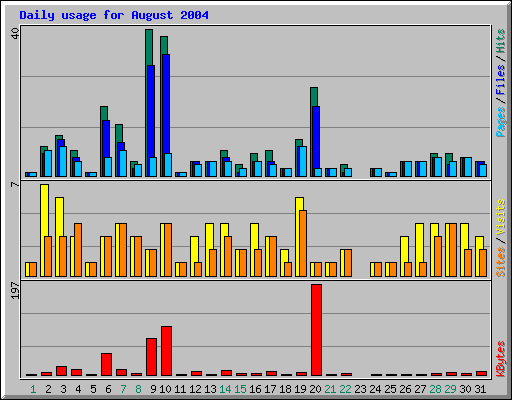 Daily usage for August 2004
40
Pages / Files / Hits
7
Sites / Visits
197
KBytes
1 2 3 4 5 6 7 8 9 10 11 12 13 14 15 16 17 18 19 20 21 22 23 24 25 26 27 28 29 30 31